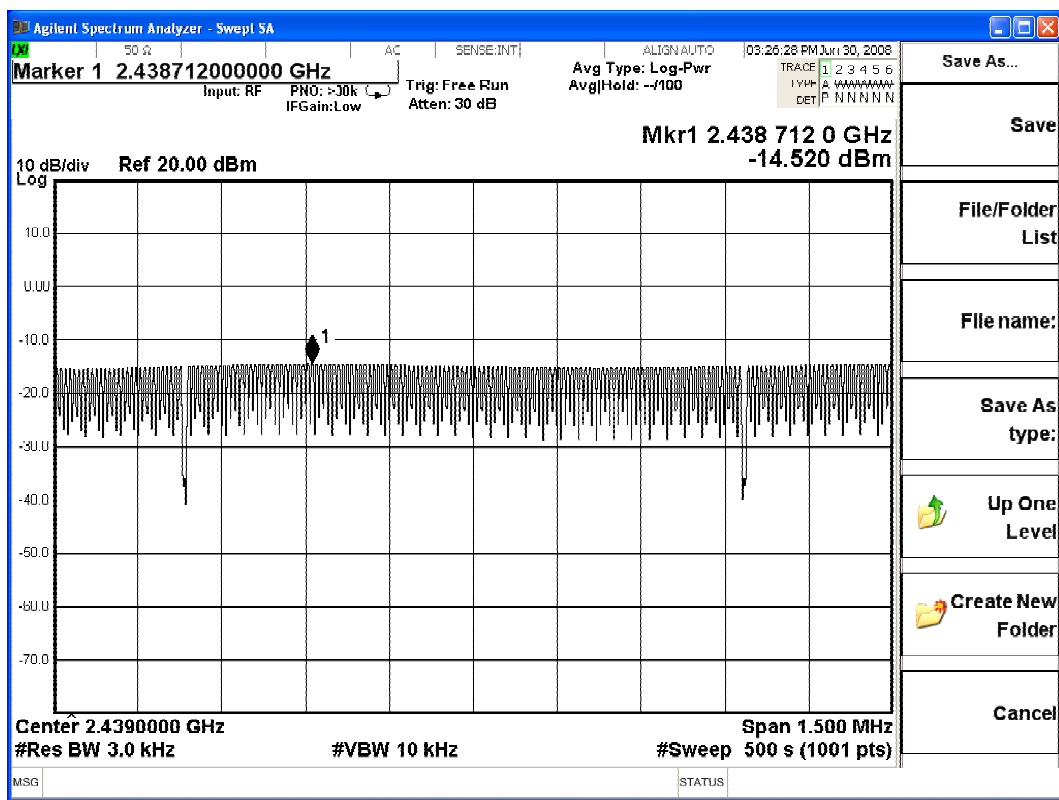 Agilent Spectrum Analyzer - Swept SA
LXI 50 Ω AC SENSE:INT ALIGN AUTO 03:26:28 PM Jun 30, 2008
Marker 1 2.438712000000 GHz
Input: RF PNO: >30k Trig: Free Run Avg Type: Log-Pwr TRACE 1 2 3 4 5 6
IFGain:Low Atten: 30 dB Avg|Hold: --/100 TYPE A WWWWW
DET P N N N N N
Mkr1 2.438 712 0 GHz
-14.520 dBm
10 dB/div Ref 20.00 dBm
Log
10.0
0.00
1
-10.0
-20.0
-30.0
-40.0
-50.0
-60.0
-70.0
Center 2.4390000 GHz Span 1.500 MHz
#Res BW 3.0 kHz #VBW 10 kHz #Sweep 500 s (1001 pts)
MSG STATUS
Save As...
Save
File/Folder
List
File name:
Save As
type:
Up One
Level
Create New
Folder
Cancel